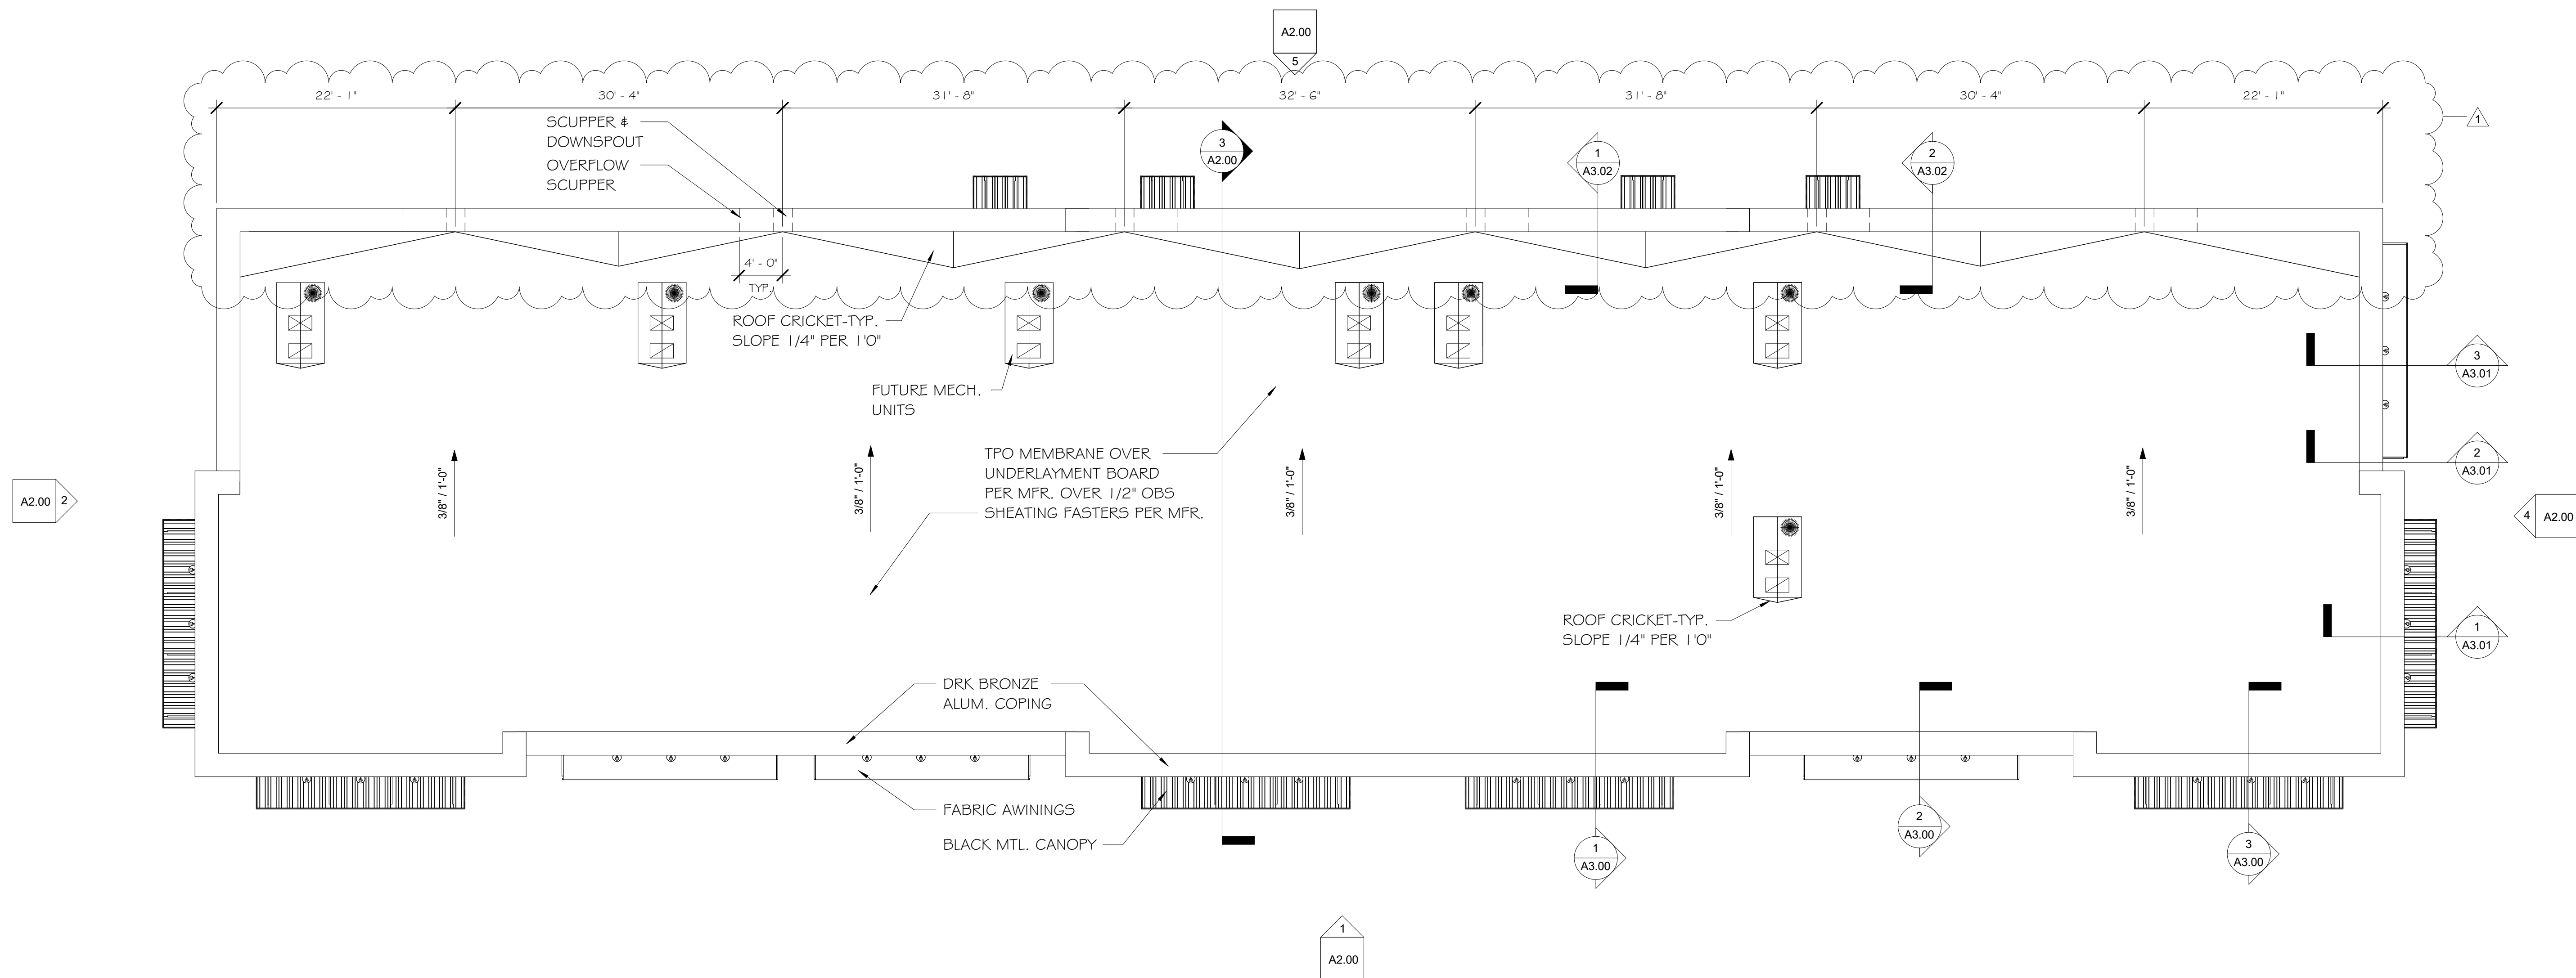 A2.00
5
22' - 1"
30' - 4"
31' - 8"
32' - 6"
31' - 8"
30' - 4"
22' - 1"
1
SCUPPER &
DOWNSPOUT
OVERFLOW
SCUPPER
3
A2.00
1
A3.02
2
A3.02
4' - 0"
TYP.
ROOF CRICKET-TYP.
SLOPE 1/4" PER 1'0"
FUTURE MECH.
UNITS
3
A3.01
TPO MEMBRANE OVER
UNDERLAYMENT BOARD
PER MFR. OVER 1/2" OBS
SHEATING FASTERS PER MFR.
2
A3.01
3/8" / 1'-0"
3/8" / 1'-0"
3/8" / 1'-0"
3/8" / 1'-0"
3/8" / 1'-0"
A2.00 2
4 A2.00
ROOF CRICKET-TYP.
SLOPE 1/4" PER 1'0"
1
A3.01
DRK BRONZE
ALUM. COPING
FABRIC AWININGS
BLACK MTL. CANOPY
1
A3.00
2
A3.00
3
A3.00
1
A2.00